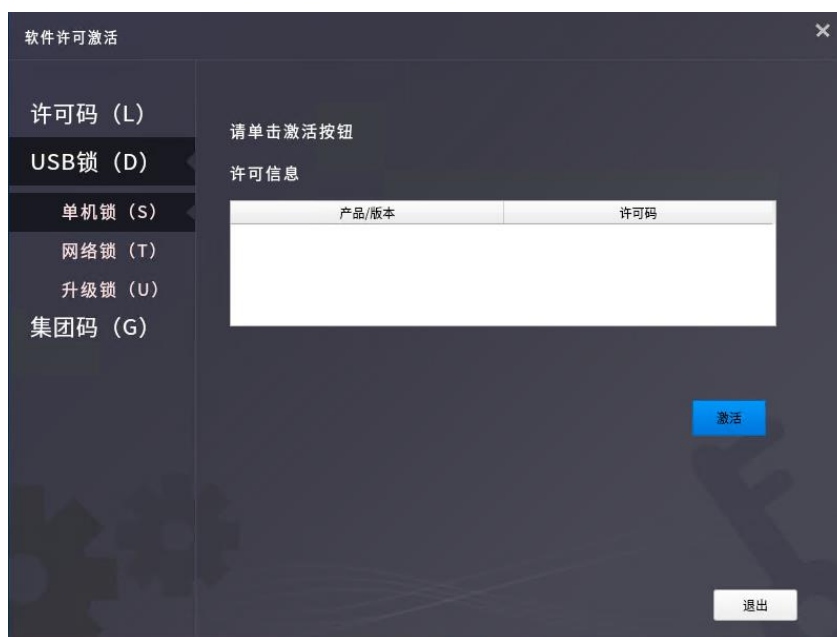 软件许可激活
许可码（L）
USB锁（D）
单机锁（S）
网络锁（T）
升级锁（U）
集团码（G）
请单击激活按钮
许可信息
产品/版本 许可码
激活
退出